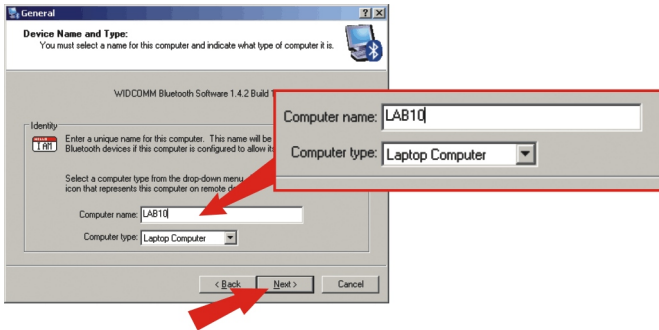 General
Device Name and Type:
You must select a name for this computer and indicate what type of computer it is.
WIDCOMM Bluetooth Software 1.4.2 Build
Identity
I AM
Enter a unique name for this computer. This name will be
Bluetooth devices if this computer is configured to allow
Select a computer type from the drop-down menu
icon that represents this computer on remote
Computer name: LAB10
Computer type: Laptop Computer
Computer name: LAB10
Computer type: Laptop Computer
< Back
Next >
Cancel